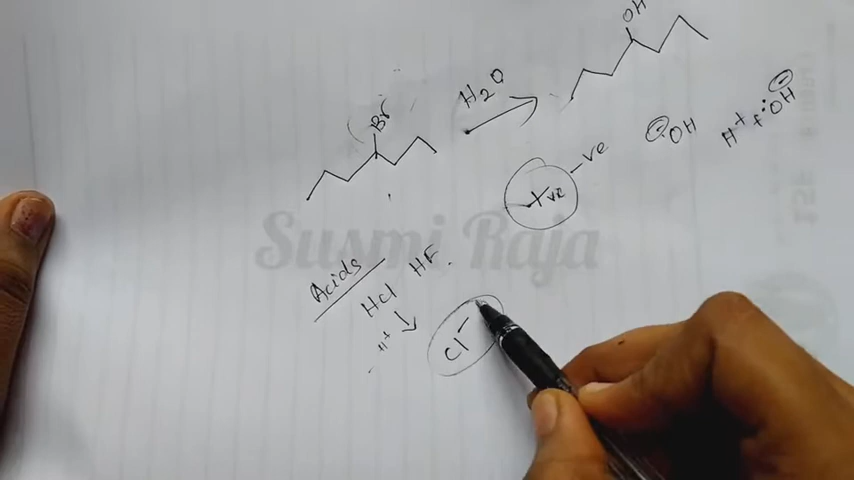 OH
Br
H2O
+ve -ve
⊖OH
H+ + :OH⊖
Susmi Raja
Acids
HCl HF.
-H+
Cl-